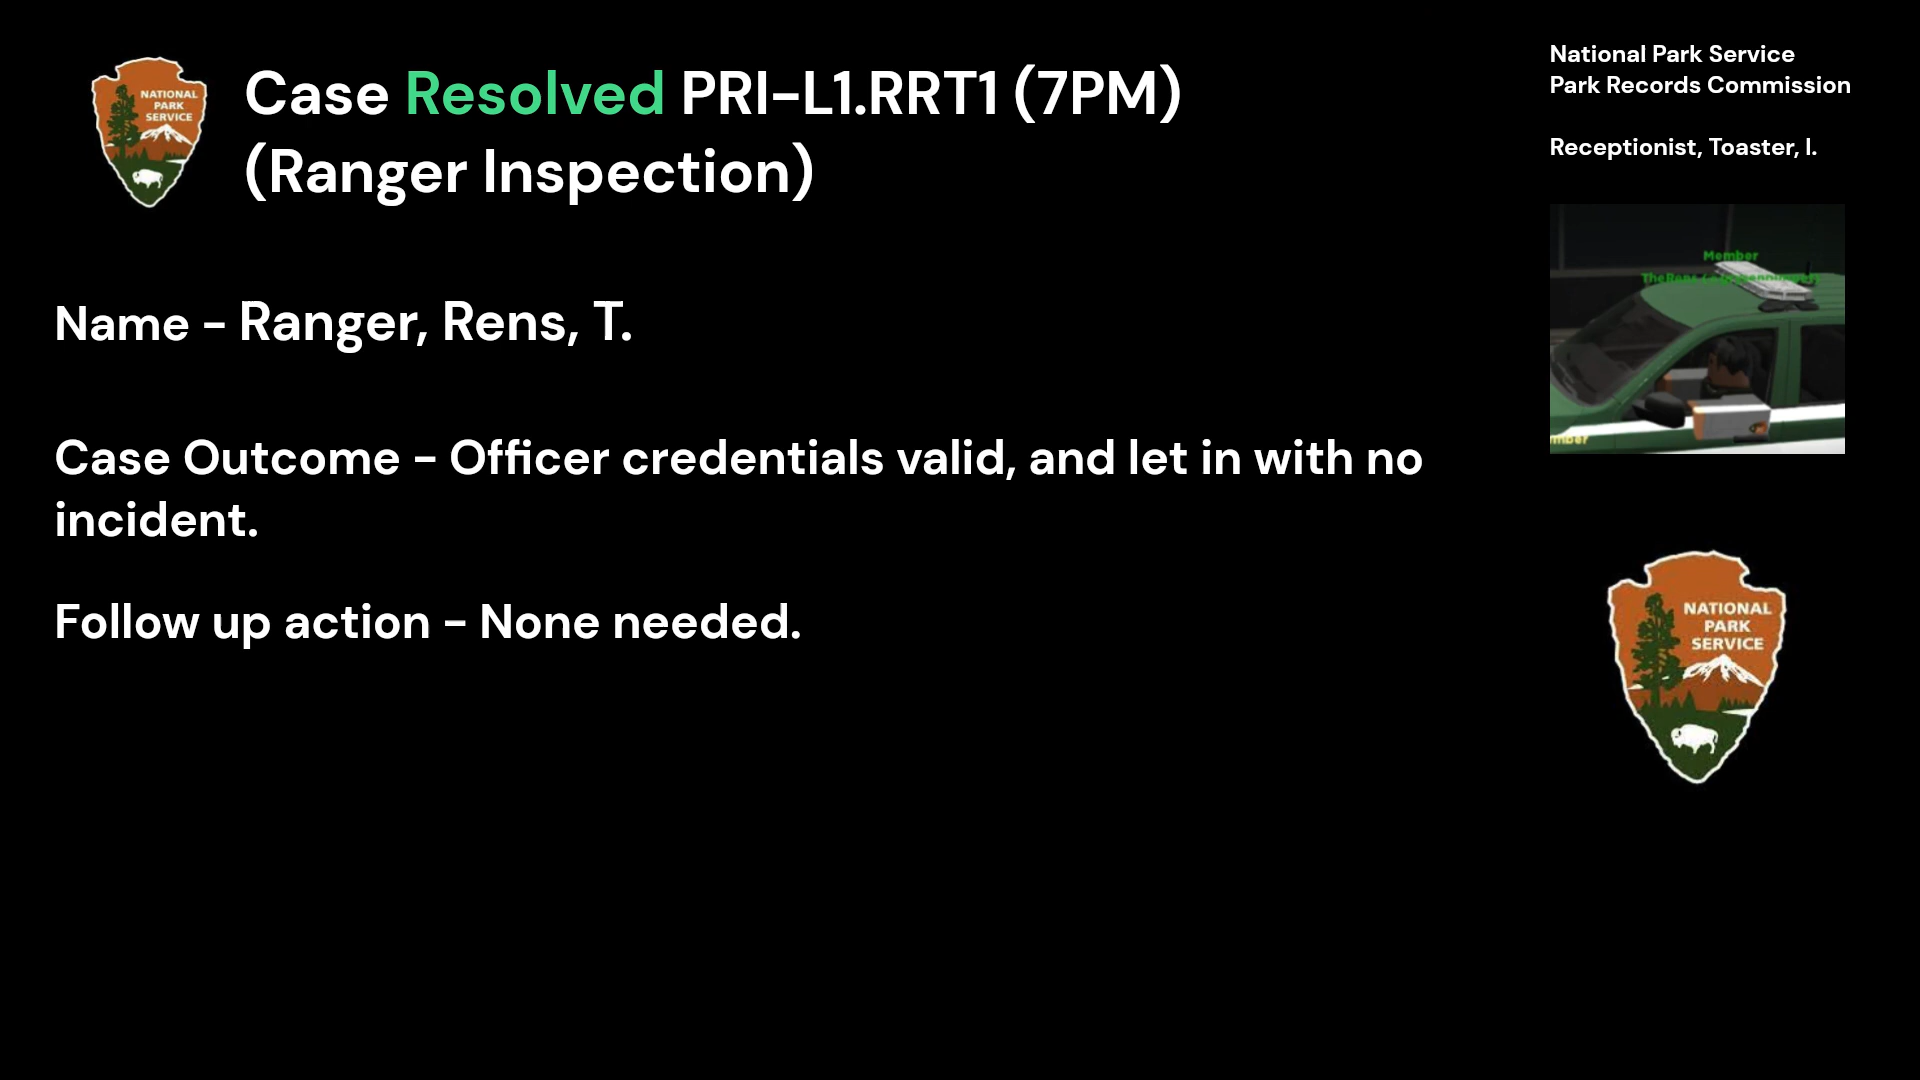 NATIONAL
PARK
SERVICE
Case Resolved PRI-L1.RRT1 (7PM)
(Ranger Inspection)
Name - Ranger, Rens, T.
Case Outcome - Officer credentials valid, and let in with no
incident.
Follow up action - None needed.
National Park Service
Park Records Commission
Receptionist, Toaster, I.
Member
TheRens
NATIONAL
PARK
SERVICE